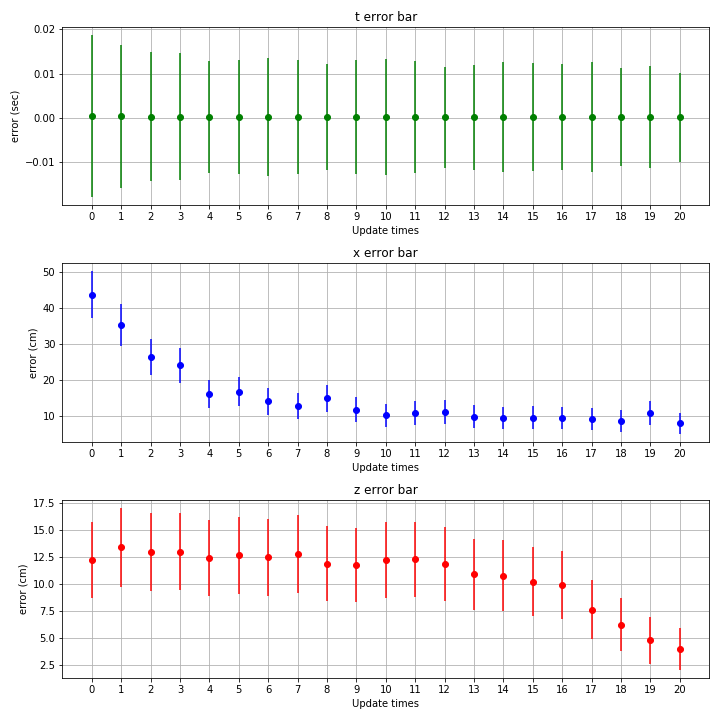 t error bar
0.02
0.01
0.00
−0.01
error (sec)
0 1 2 3 4 5 6 7 8 9 10 11 12 13 14 15 16 17 18 19 20
Update times
x error bar
50
40
30
20
10
error (cm)
0 1 2 3 4 5 6 7 8 9 10 11 12 13 14 15 16 17 18 19 20
Update times
z error bar
17.5
15.0
12.5
10.0
7.5
5.0
2.5
error (cm)
0 1 2 3 4 5 6 7 8 9 10 11 12 13 14 15 16 17 18 19 20
Update times